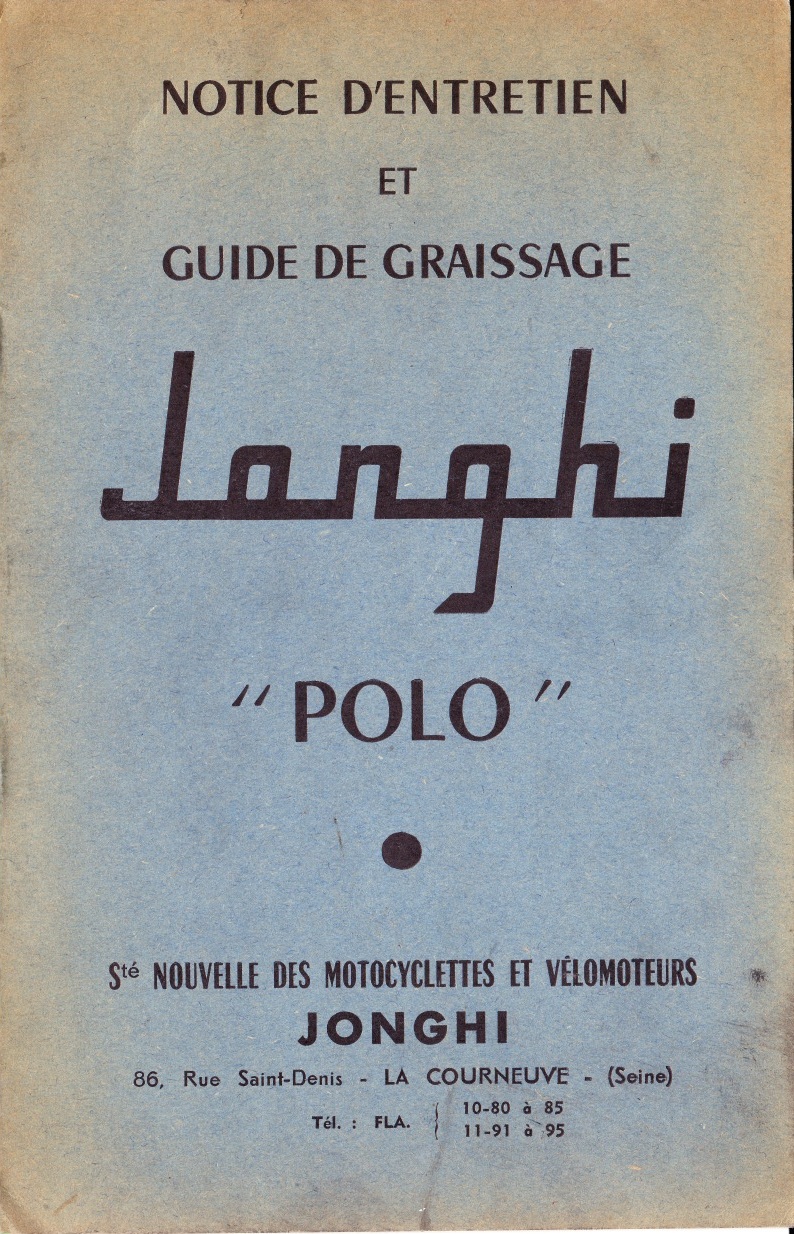 NOTICE D'ENTRETIEN
ET
GUIDE DE GRAISSAGE
Jonghi
"POLO"
Sté NOUVELLE DES MOTOCYCLETTES ET VÉLOMOTEURS
JONGHI
86, Rue Saint-Denis - LA COURNEUVE - (Seine)
Tél. : FLA. { 10-80 à 85
11-91 à 95